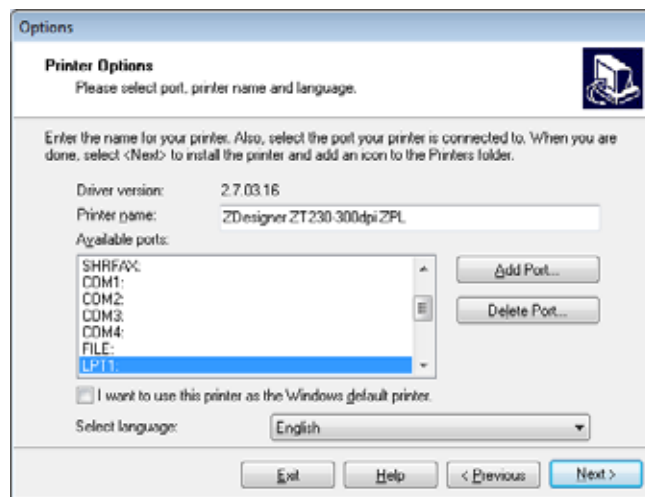 Options
Printer Options
Please select port, printer name and language.
Enter the name for your printer. Also, select the port your printer is connected to. When you are
done, select <Next> to install the printer and add an icon to the Printers folder.
Driver version: 2.7.03.16
Printer name: ZDesigner ZT230-300dpi ZPL
Available ports:
SHRFAX:
COM1:
COM2:
COM3:
COM4:
FILE:
LPT1:
Add Port...
Delete Port...
I want to use this printer as the Windows default printer.
Select language: English
Exit Help < Previous Next >